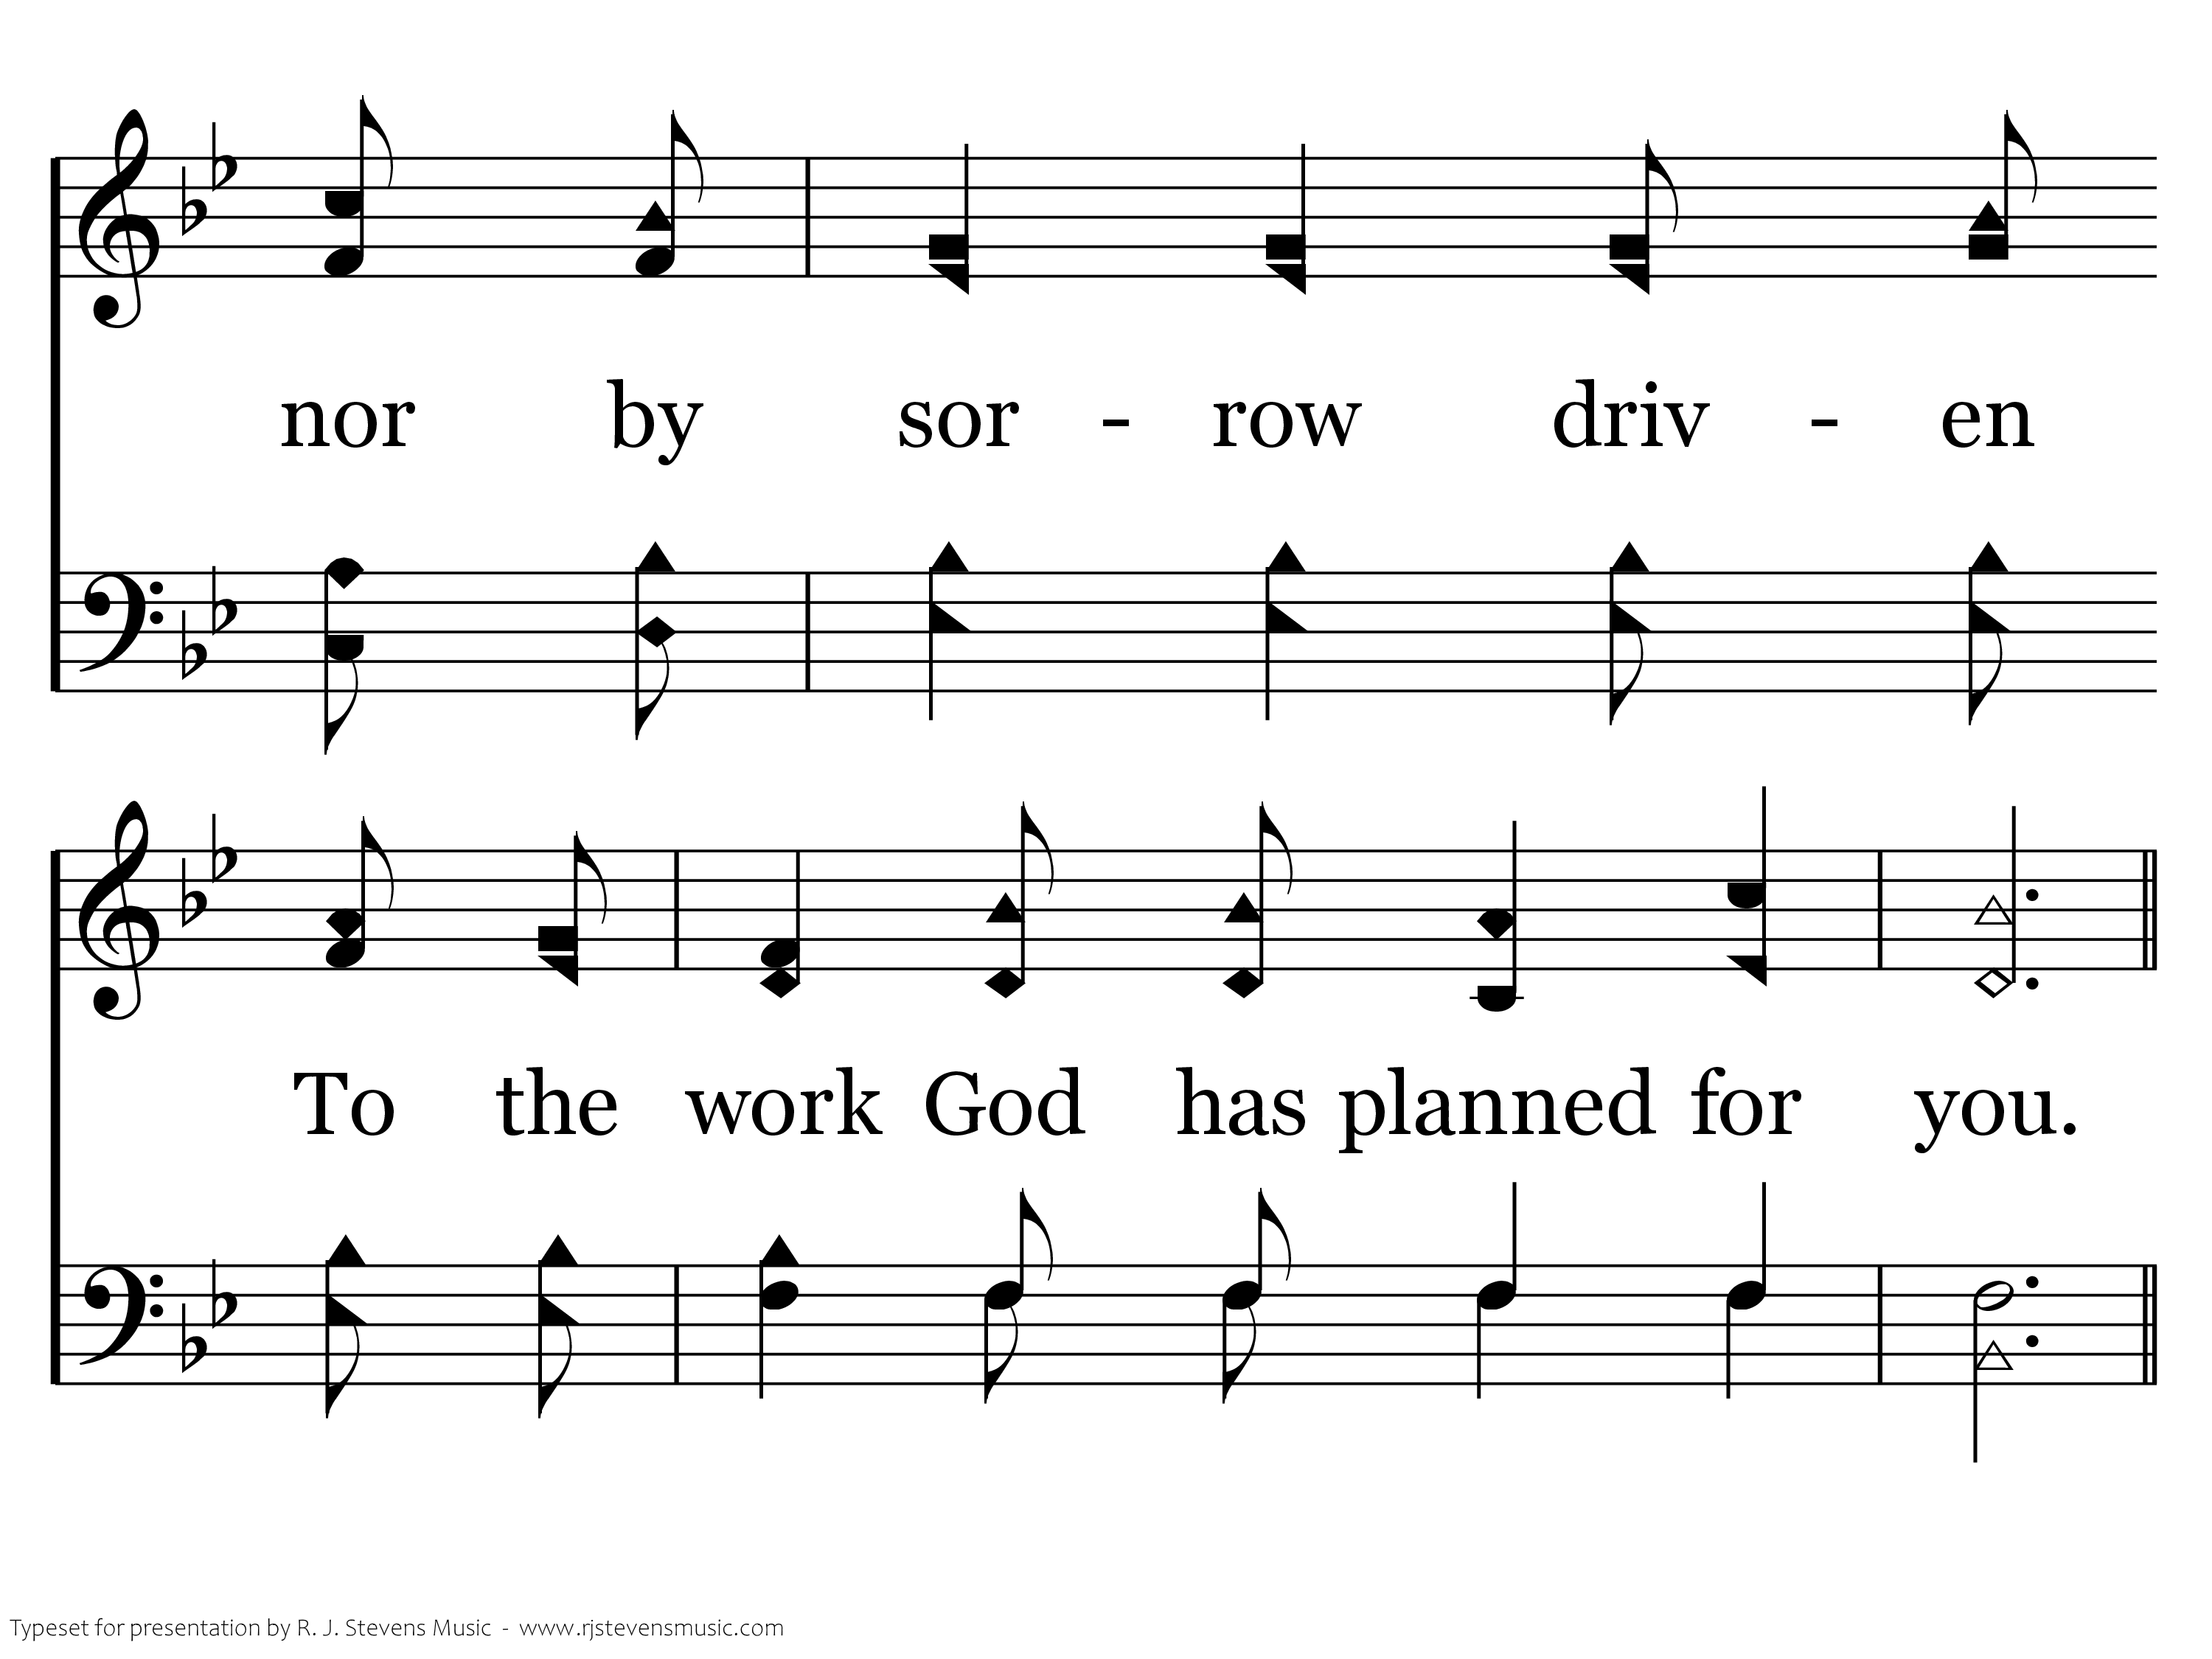 nor by sor - row driv - en
To the work God has planned for you.
Typeset for presentation by R. J. Stevens Music - www.rjstevensmusic.com